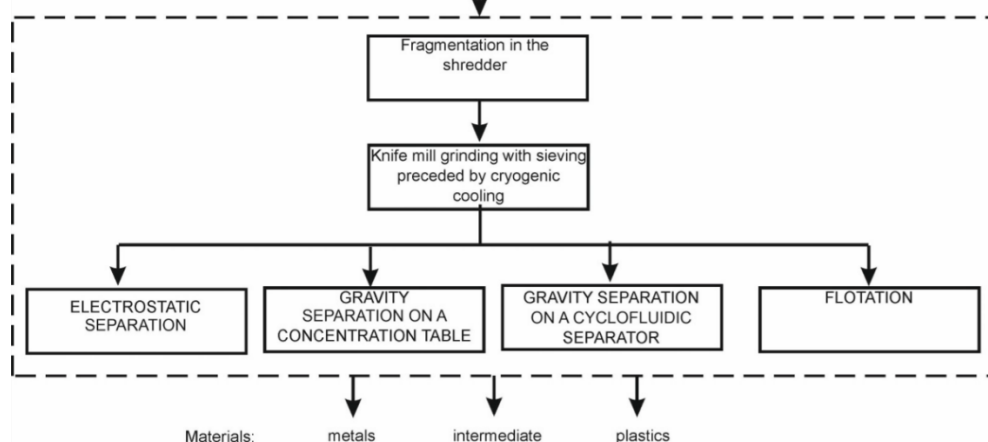 Fragmentation in the
shredder
Knife mill grinding with sieving
preceded by cryogenic
cooling
ELECTROSTATIC
SEPARATION
GRAVITY
SEPARATION ON A
CONCENTRATION TABLE
GRAVITY SEPARATION
ON A CYCLOFLUIDIC
SEPARATOR
FLOTATION
Materials: metals intermediate plastics